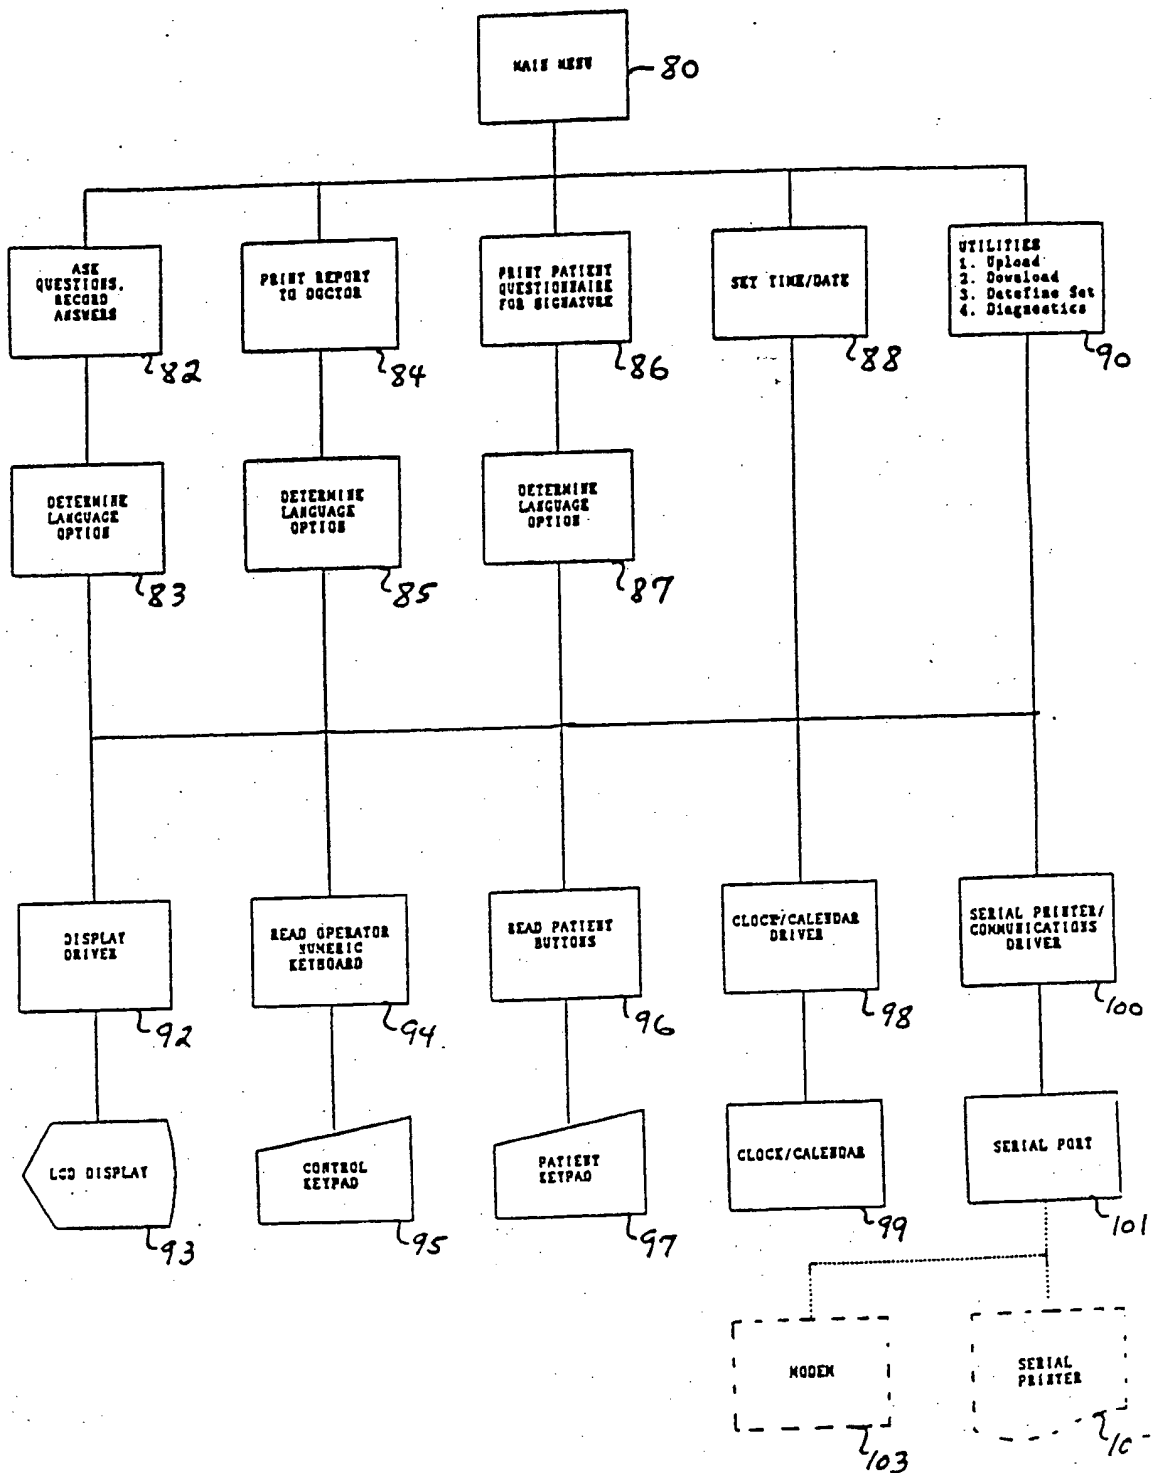 MAIN MENU
80
ASK
QUESTIONS,
RECORD
ANSWERS
82
PRINT REPORT
TO DOCTOR
84
PRINT PATIENT
QUESTIONNAIRE
FOR SIGNATURE
86
SET TIME/DATE
88
UTILITIES
1. Upload
2. Download
3. Set
4. Diagnostics
90
DETERMINE
LANGUAGE
OPTION
83
DETERMINE
LANGUAGE
OPTION
85
DETERMINE
LANGUAGE
OPTION
87
DISPLAY
DRIVER
92
READ OPERATOR
NUMERIC
KEYBOARD
94
READ PATIENT
BUTTONS
96
CLOCK/CALENDAR
DRIVER
98
SERIAL PRINTER/
COMMUNICATIONS
DRIVER
100
LCD DISPLAY
93
CONTROL
KEYPAD
95
PATIENT
KEYPAD
97
CLOCK/CALENDAR
99
SERIAL PORT
101
MODEM
103
SERIAL
PRINTER